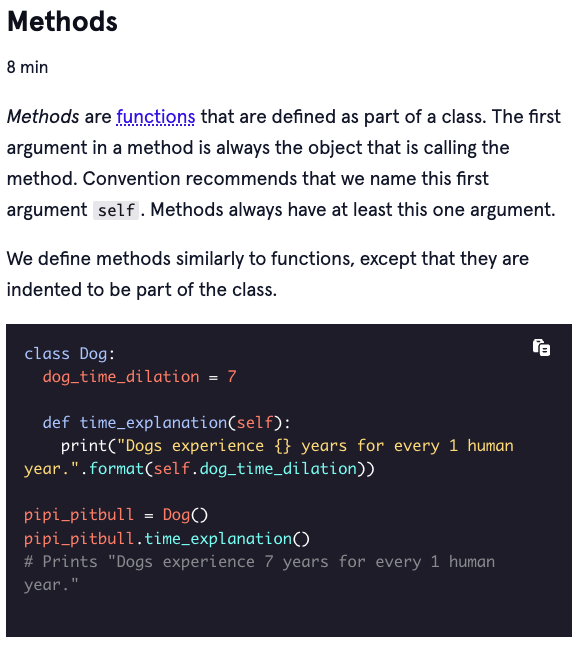 Methods
8 min
Methods are functions that are defined as part of a class. The first
argument in a method is always the object that is calling the
method. Convention recommends that we name this first
argument self. Methods always have at least this one argument.
We define methods similarly to functions, except that they are
indented to be part of the class.
class Dog:
  dog_time_dilation = 7
  def time_explanation(self):
    print("Dogs experience {} years for every 1 human
year.".format(self.dog_time_dilation))
pipi_pitbull = Dog()
pipi_pitbull.time_explanation()
# Prints "Dogs experience 7 years for every 1 human
year."